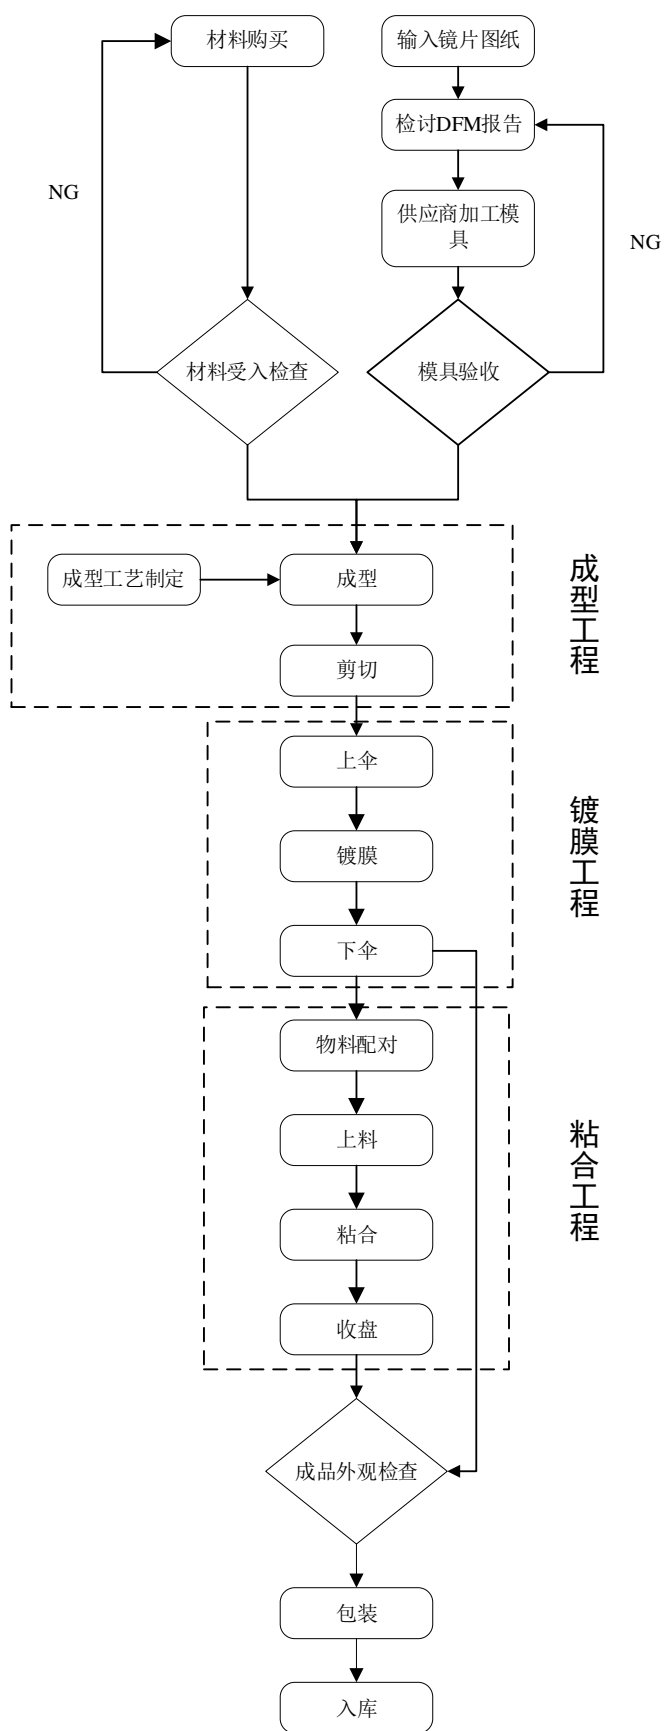 材料购买
输入镜片图纸
检讨DFM报告
NG
供应商加工模
具
NG
材料受入检查
模具验收
成型工程
成型工艺制定
成型
剪切
上伞
镀膜工程
镀膜
下伞
物料配对
上料
粘合工程
粘合
收盘
成品外观检查
包装
入库